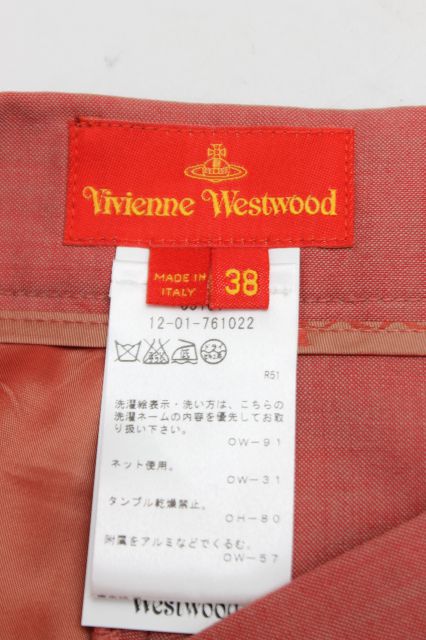 Vivienne Westwood
MADE IN
ITALY
38
12-01-761022
R51
洗濯絵表示・洗い方は、こちらの
洗濯ネームの内容を優先してお取
り扱い下さい。
OW-91
ネット使用。
OW-31
タンブル乾燥禁止。
OH-80
附属をアルミなどでくるむ。
OW-57
Westwood